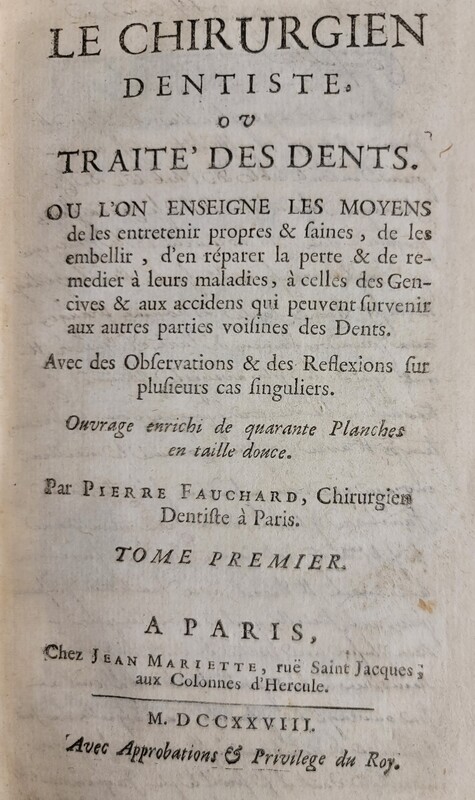 LE CHIRURGIEN
DENTISTE.
OU
TRAITE' DES DENTS.
OU L'ON ENSEIGNE LES MOYENS
de les entretenir propres & ſaines, de les
embellir, d'en réparer la perte & de re-
medier à leurs maladies, à celles des Gen-
cives & aux accidens qui peuvent ſurvenir
aux autres parties voiſines des Dents.
Avec des Obſervations & des Reflexions ſur
pluſieurs cas ſinguliers.
Ouvrage enrichi de quarante Planches
en taille douce.
Par PIERRE FAUCHARD, Chirurgien
Dentiſte à Paris.
TOME PREMIER.
A PARIS,
Chez JEAN MARIETTE, ruë Saint Jacques,
aux Colonnes d'Hercule.
M. DCCXXVIII.
Avec Approbations & Privilege du Roy.